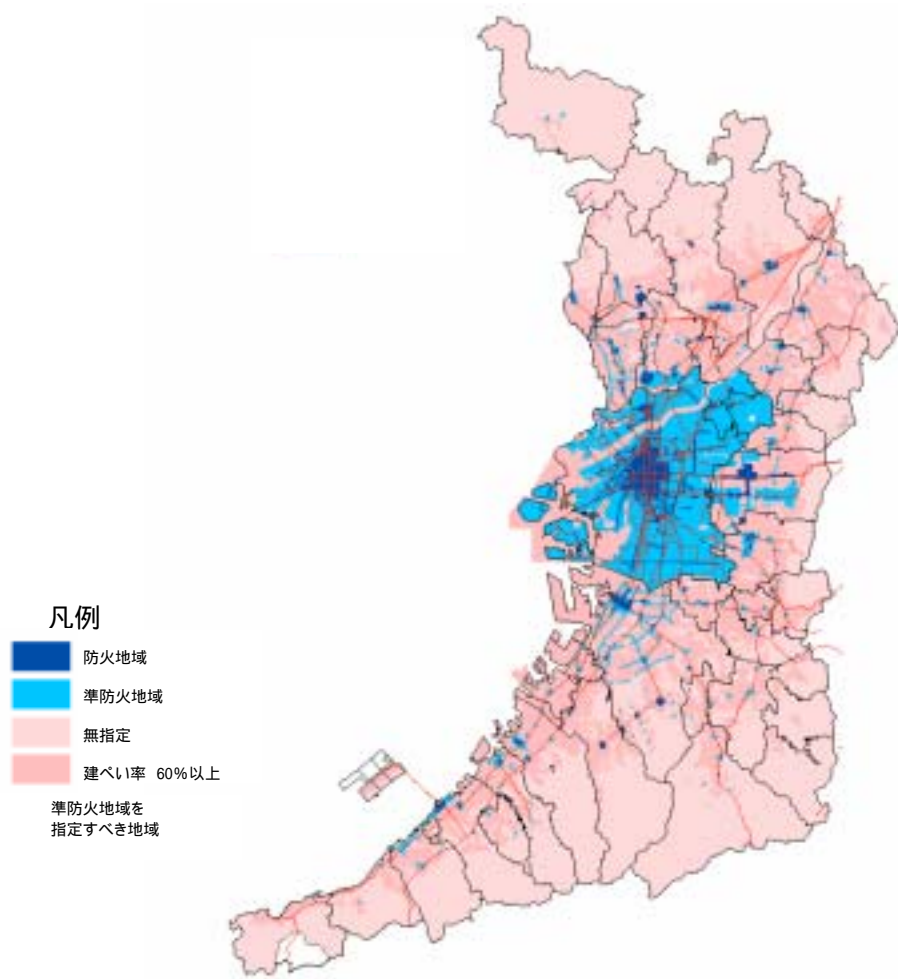 凡例
防火地域
準防火地域
無指定
建ぺい率 60%以上
準防火地域を
指定すべき地域